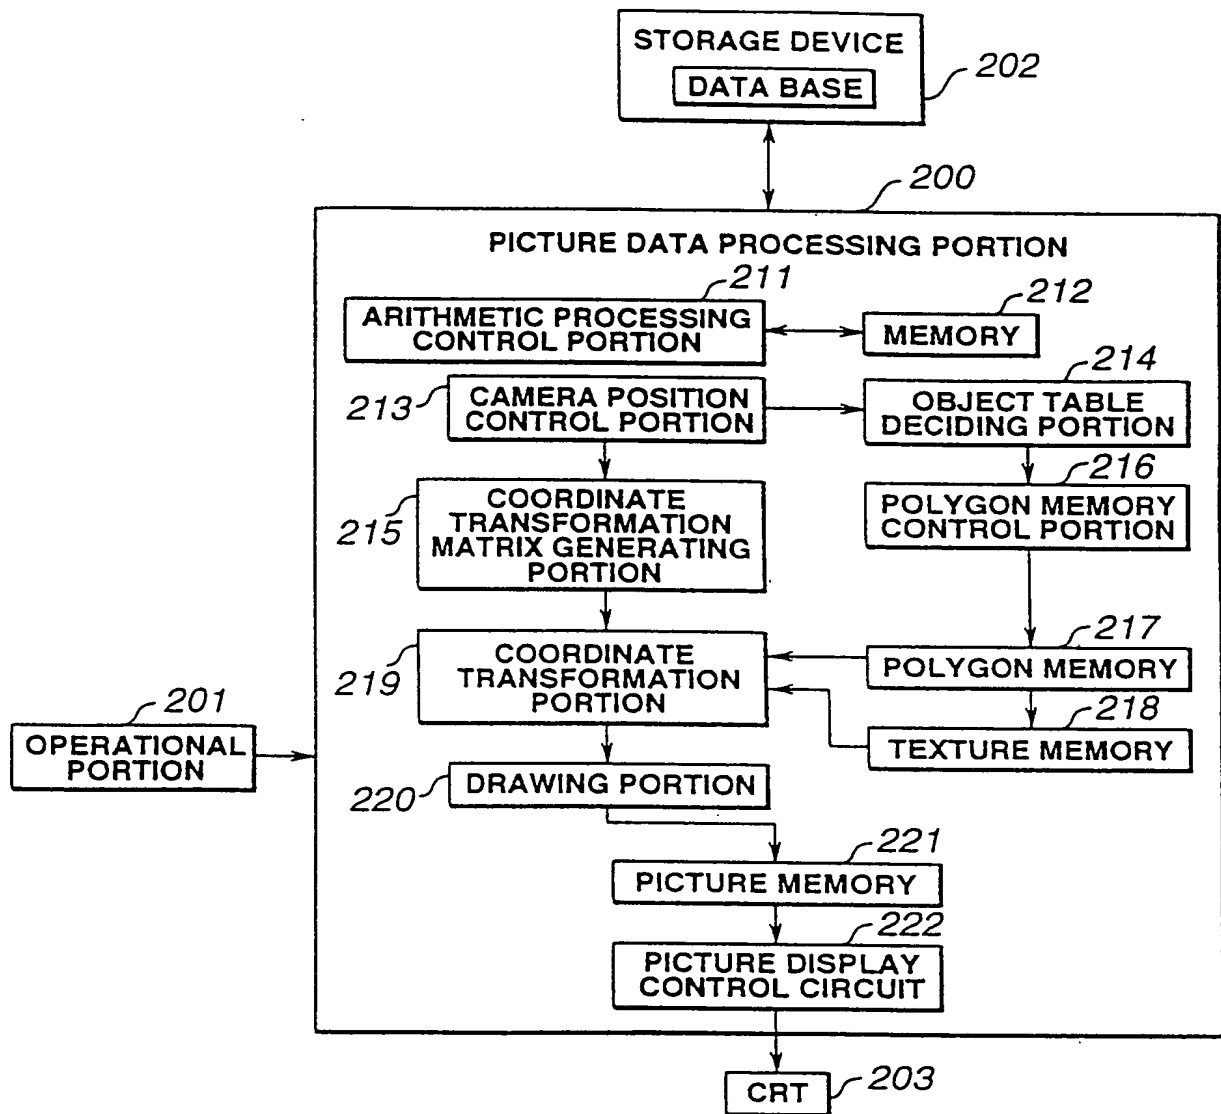 STORAGE DEVICE
DATA BASE
202
200
PICTURE DATA PROCESSING PORTION
211
ARITHMETIC PROCESSING
CONTROL PORTION
212
MEMORY
213
CAMERA POSITION
CONTROL PORTION
214
OBJECT TABLE
DECIDING PORTION
215
COORDINATE
TRANSFORMATION
MATRIX GENERATING
PORTION
216
POLYGON MEMORY
CONTROL PORTION
219
COORDINATE
TRANSFORMATION
PORTION
217
POLYGON MEMORY
218
TEXTURE MEMORY
201
OPERATIONAL
PORTION
220
DRAWING PORTION
221
PICTURE MEMORY
222
PICTURE DISPLAY
CONTROL CIRCUIT
CRT
203